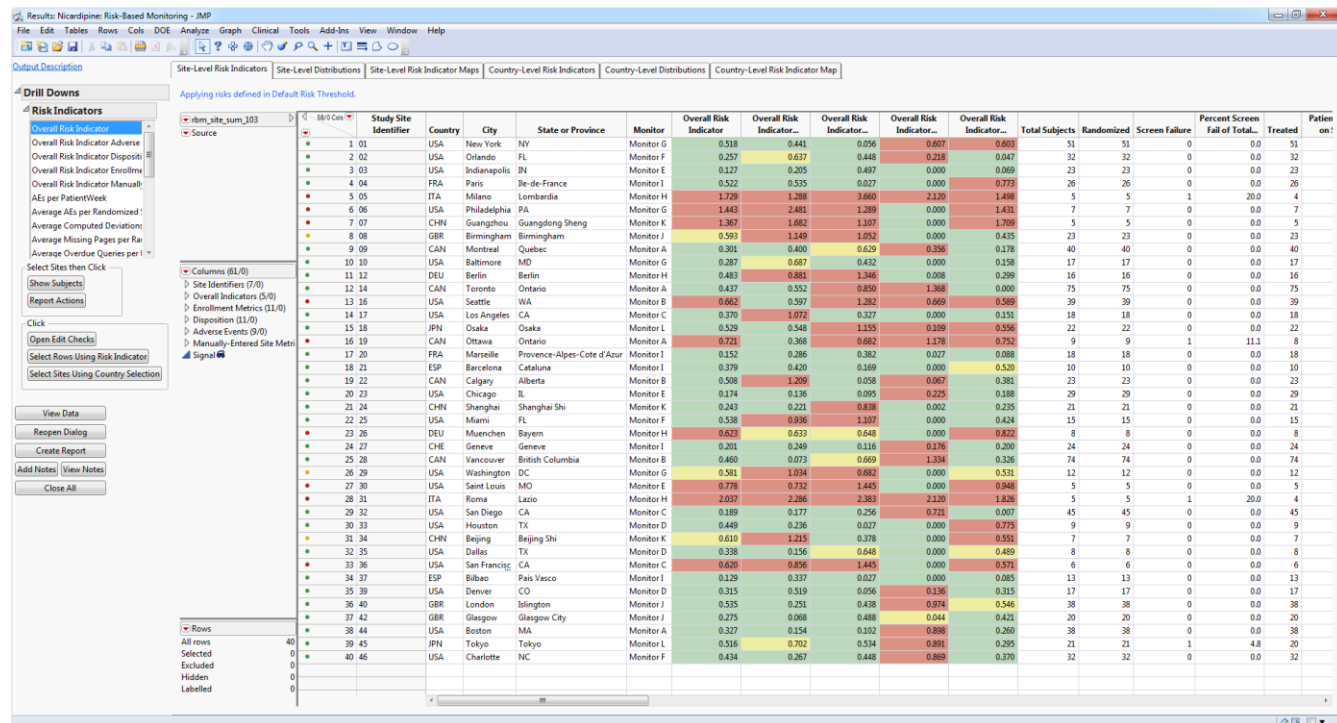 Results: Nicardipine: Risk-Based Monitoring - JMP
File Edit Tables Rows Cols DOE Analyze Graph Clinical Tools Add-Ins View Window Help
Output Description
Site-Level Risk Indicators Site-Level Distributions Site-Level Risk Indicator Maps Country-Level Risk Indicators Country-Level Distributions Country-Level Risk Indicator Map
Drill Downs
Risk Indicators
Overall Risk Indicator
Overall Risk Indicator Adverse
Overall Risk Indicator Dispositi
Overall Risk Indicator Enrollme
Overall Risk Indicator Manually
AEs per PatientWeek
Average AEs per Randomized
Average Computed Deviations
Average Missing Pages per Ra
Average Overdue Queries per
Select Sites then Click
Show Subjects
Report Actions
Click
Open Edit Checks
Select Rows Using Risk Indicator
Select Sites Using Country Selection
View Data
Reopen Dialog
Create Report
Add Notes View Notes
Close All
Applying risks defined in Default Risk Threshold.
rbm_site_sum_103
Source
Columns (61/0)
Site Identifiers (7/0)
Overall Indicators (5/0)
Enrollment Metrics (11/0)
Disposition (11/0)
Adverse Events (9/0)
Manually-Entered Site Metri
Signal
Rows
All rows 40
Selected 0
Excluded 0
Hidden 0
Labelled 0
58/0 Cols
Study Site Identifier Country City State or Province Monitor Overall Risk Indicator Overall Risk Indicator... Overall Risk Indicator... Overall Risk Indicator... Overall Risk Indicator... Total Subjects Randomized Screen Failure Percent Screen Fail of Total... Treated Patien on
1 01 USA New York NY Monitor G 0.518 0.441 0.056 0.607 0.603 51 51 0 0.0 51
2 02 USA Orlando FL Monitor F 0.257 0.637 0.448 0.218 0.047 32 32 0 0.0 32
3 03 USA Indianapolis IN Monitor E 0.127 0.205 0.497 0.000 0.069 23 23 0 0.0 23
4 04 FRA Paris Ile-de-France Monitor I 0.522 0.535 0.027 0.000 0.773 26 26 0 0.0 26
5 05 ITA Milano Lombardia Monitor H 1.729 1.288 3.660 2.120 1.498 5 5 1 20.0 4
6 06 USA Philadelphia PA Monitor G 1.443 2.481 1.289 0.000 1.431 7 7 0 0.0 7
7 07 CHN Guangzhou Guangdong Sheng Monitor K 1.367 1.682 1.107 0.000 1.709 5 5 0 0.0 5
8 08 GBR Birmingham Birmingham Monitor J 0.593 1.149 1.052 0.000 0.435 23 23 0 0.0 23
9 09 CAN Montreal Quebec Monitor A 0.301 0.400 0.629 0.356 0.178 40 40 0 0.0 40
10 10 USA Baltimore MD Monitor G 0.287 0.687 0.432 0.000 0.158 17 17 0 0.0 17
11 12 DEU Berlin Berlin Monitor H 0.483 0.881 1.346 0.008 0.299 16 16 0 0.0 16
12 14 CAN Toronto Ontario Monitor A 0.437 0.552 0.850 1.368 0.000 75 75 0 0.0 75
13 16 USA Seattle WA Monitor B 0.662 0.597 1.282 0.669 0.589 39 39 0 0.0 39
14 17 USA Los Angeles CA Monitor C 0.370 1.072 0.327 0.000 0.151 18 18 0 0.0 18
15 18 JPN Osaka Osaka Monitor L 0.529 0.548 1.155 0.109 0.556 22 22 0 0.0 22
16 19 CAN Ottawa Ontario Monitor A 0.721 0.368 0.682 1.178 0.752 9 9 1 11.1 8
17 20 FRA Marseille Provence-Alpes-Cote d'Azur Monitor I 0.152 0.286 0.382 0.027 0.088 18 18 0 0.0 18
18 21 ESP Barcelona Cataluna Monitor I 0.379 0.420 0.169 0.000 0.520 10 10 0 0.0 10
19 22 CAN Calgary Alberta Monitor B 0.508 1.209 0.058 0.067 0.381 23 23 0 0.0 23
20 23 USA Chicago IL Monitor E 0.174 0.136 0.095 0.225 0.188 29 29 0 0.0 29
21 24 CHN Shanghai Shanghai Shi Monitor K 0.243 0.221 0.838 0.002 0.235 21 21 0 0.0 21
22 25 USA Miami FL Monitor F 0.538 0.936 1.107 0.000 0.424 15 15 0 0.0 15
23 26 DEU Muenchen Bayern Monitor H 0.623 0.633 0.648 0.000 0.822 8 8 0 0.0 8
24 27 CHE Geneve Geneve Monitor I 0.201 0.249 0.116 0.176 0.200 24 24 0 0.0 24
25 28 CAN Vancouver British Columbia Monitor B 0.460 0.073 0.669 1.334 0.326 74 74 0 0.0 74
26 29 USA Washington DC Monitor G 0.581 1.034 0.682 0.000 0.531 12 12 0 0.0 12
27 30 USA Saint Louis MO Monitor E 0.778 0.732 1.445 0.000 0.948 5 5 0 0.0 5
28 31 ITA Roma Lazio Monitor H 2.037 2.286 2.383 2.120 1.826 5 5 1 20.0 4
29 32 USA San Diego CA Monitor C 0.189 0.177 0.256 0.721 0.007 45 45 0 0.0 45
30 33 USA Houston TX Monitor D 0.449 0.236 0.027 0.000 0.775 9 9 0 0.0 9
31 34 CHN Beijing Beijing Shi Monitor K 0.610 1.215 0.378 0.000 0.551 7 7 0 0.0 7
32 35 USA Dallas TX Monitor D 0.338 0.156 0.648 0.000 0.489 8 8 0 0.0 8
33 36 USA San Francisc CA Monitor C 0.620 0.856 1.445 0.000 0.571 6 6 0 0.0 6
34 37 ESP Bilbao Pais Vasco Monitor I 0.129 0.337 0.027 0.000 0.085 13 13 0 0.0 13
35 39 USA Denver CO Monitor D 0.315 0.519 0.056 0.136 0.315 17 17 0 0.0 17
36 40 GBR London Islington Monitor J 0.535 0.251 0.438 0.974 0.546 38 38 0 0.0 38
37 42 GBR Glasgow Glasgow City Monitor J 0.275 0.068 0.488 0.044 0.421 20 20 0 0.0 20
38 44 USA Boston MA Monitor A 0.327 0.154 0.102 0.898 0.260 38 38 0 0.0 38
39 45 JPN Tokyo Tokyo Monitor L 0.516 0.702 0.534 0.891 0.295 21 21 1 4.8 20
40 46 USA Charlotte NC Monitor F 0.434 0.267 0.448 0.869 0.370 32 32 0 0.0 32